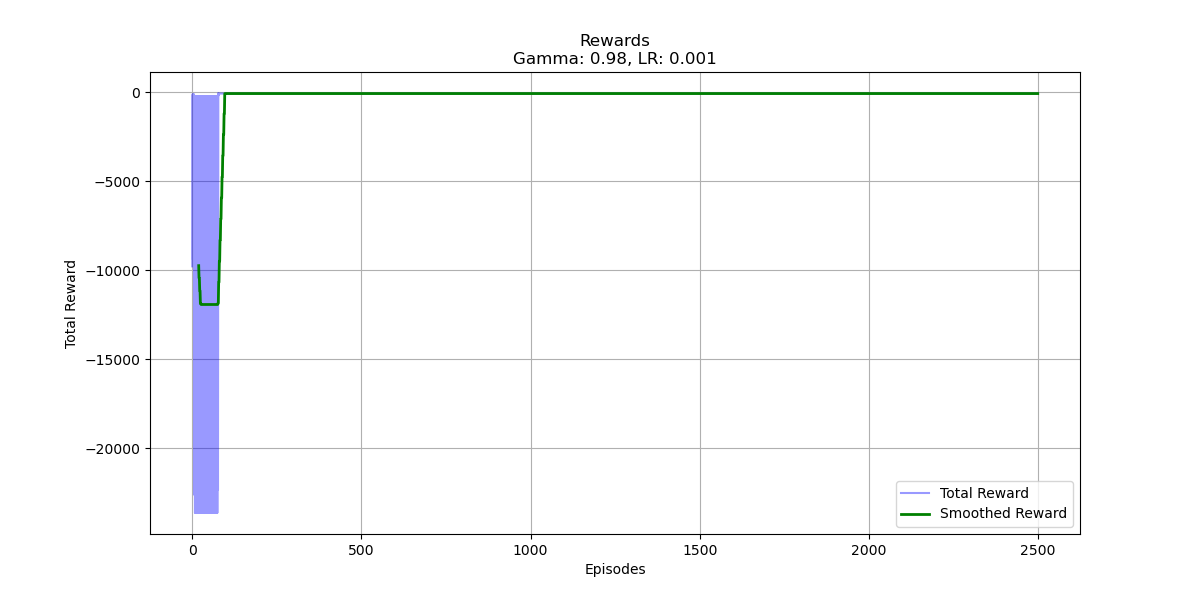 Rewards
Gamma: 0.98, LR: 0.001
Total Reward
0
−5000
−10000
−15000
−20000
0
500
1000
1500
2000
2500
Episodes
Total Reward
Smoothed Reward